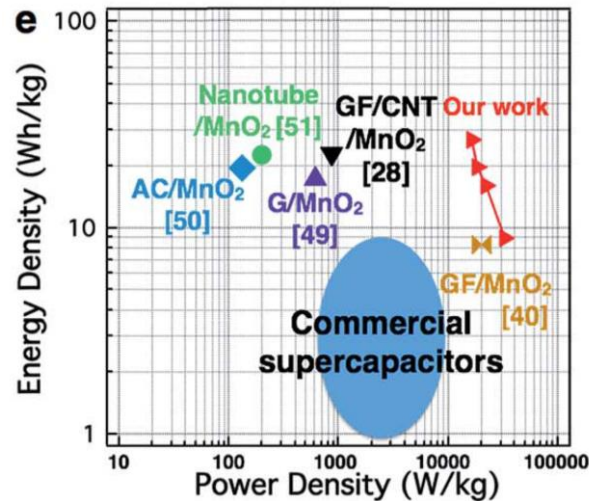 e
100
10
1
Energy Density (Wh/kg)
Nanotube
/MnO₂ [51]
GF/CNT
/MnO₂
[28]
Our work
AC/MnO₂
[50]
G/MnO₂
[49]
GF/MnO₂
[40]
Commercial
supercapacitors
10
100
1000
10000
100000
Power Density (W/kg)